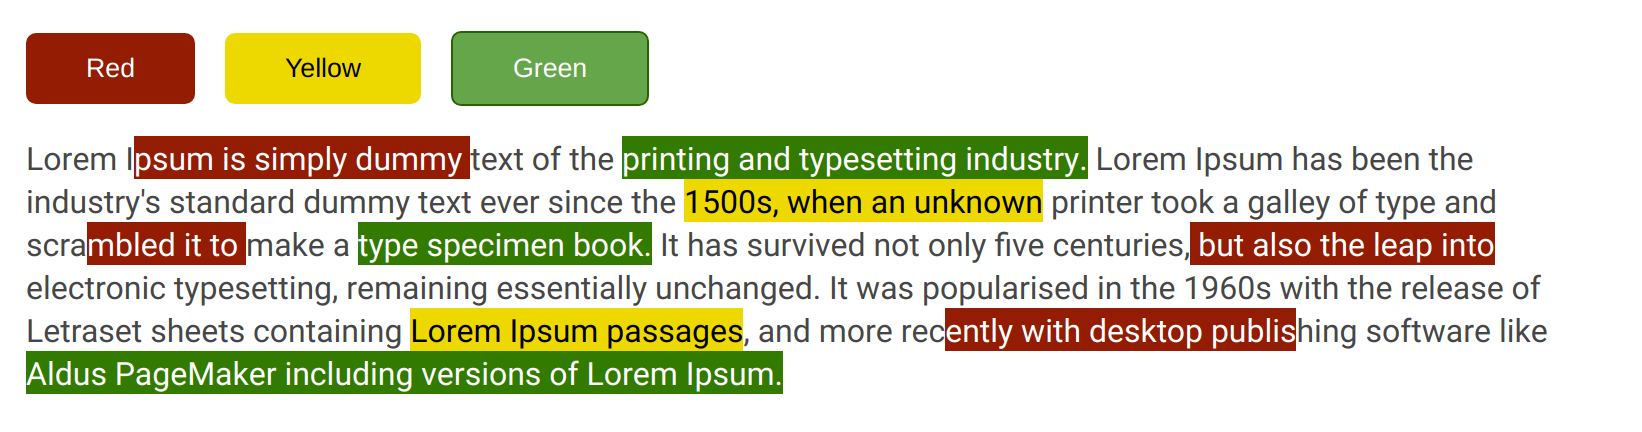 Red Yellow Green
Lorem Ipsum is simply dummy text of the printing and typesetting industry. Lorem Ipsum has been the
industry's standard dummy text ever since the 1500s, when an unknown printer took a galley of type and
scrambled it to make a type specimen book. It has survived not only five centuries, but also the leap into
electronic typesetting, remaining essentially unchanged. It was popularised in the 1960s with the release of
Letraset sheets containing Lorem Ipsum passages, and more recently with desktop publishing software like
Aldus PageMaker including versions of Lorem Ipsum.